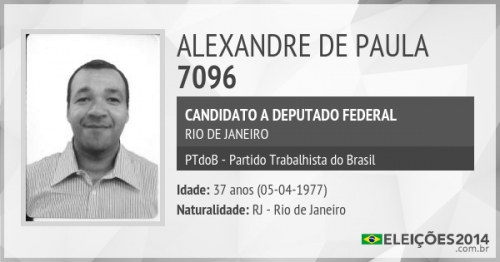 ALEXANDRE DE PAULA
7096
CANDIDATO A DEPUTADO FEDERAL
RIO DE JANEIRO
PTdoB - Partido Trabalhista do Brasil
Idade: 37 anos (05-04-1977)
Naturalidade: RJ - Rio de Janeiro
ELEIÇÕES2014
.com.br